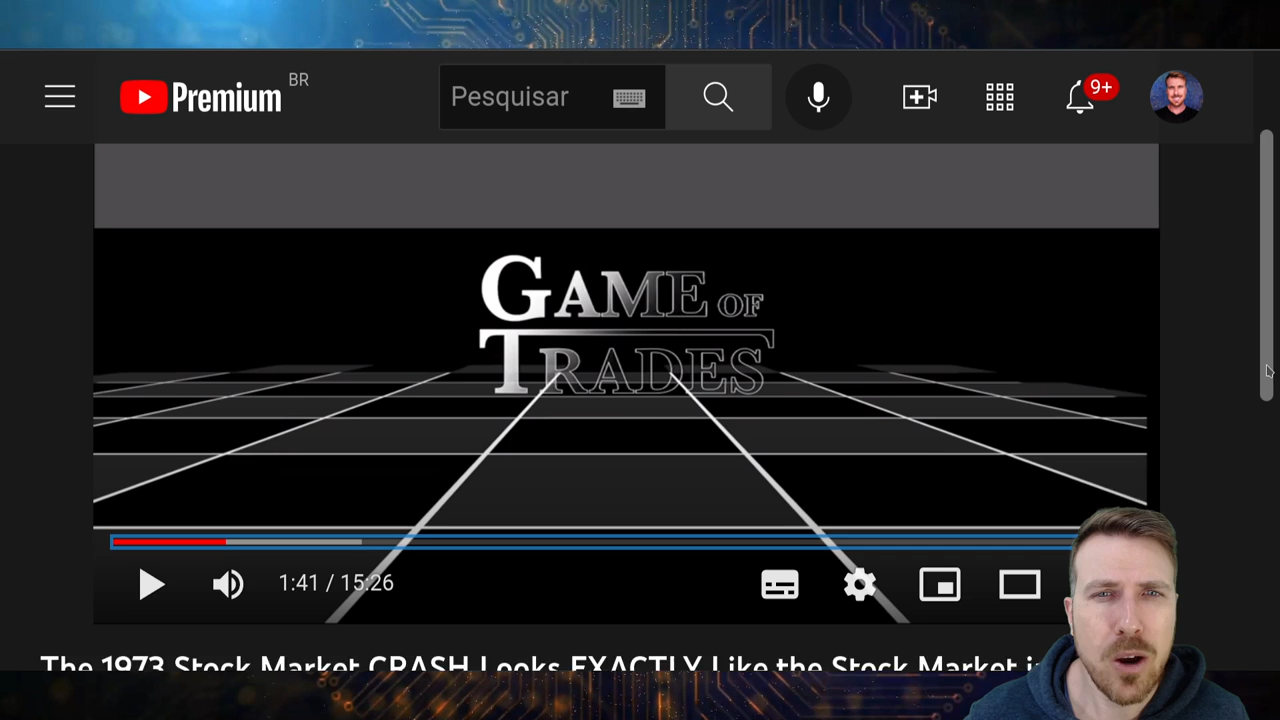 Premium BR
Pesquisar
9+
GAME OF
TRADES
1:41 / 15:26
The 1973 Stock Market CRASH Looks EXACTLY Like the Stock Market